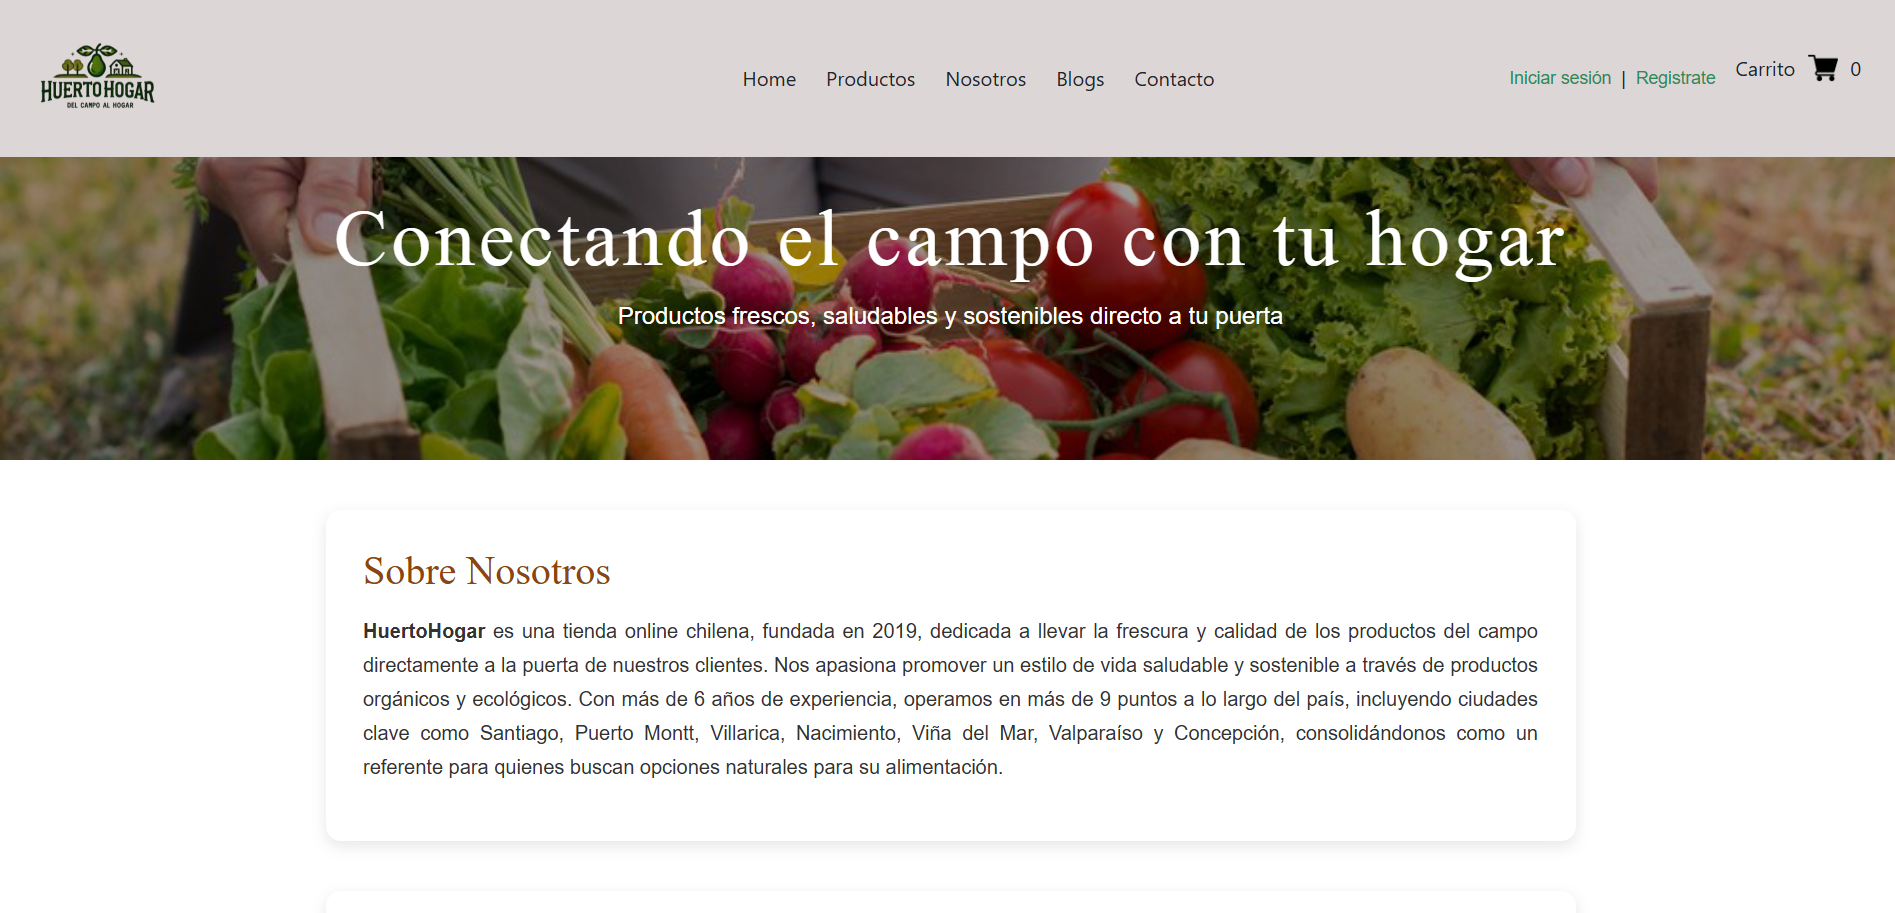 HUERTO HOGAR
DEL CAMPO AL HOGAR
Home Productos Nosotros Blogs Contacto
Iniciar sesión | Registrate
Carrito 0
Conectando el campo con tu hogar
Productos frescos, saludables y sostenibles directo a tu puerta
Sobre Nosotros
HuertoHogar es una tienda online chilena, fundada en 2019, dedicada a llevar la frescura y calidad de los productos del campo
directamente a la puerta de nuestros clientes. Nos apasiona promover un estilo de vida saludable y sostenible a través de productos
orgánicos y ecológicos. Con más de 6 años de experiencia, operamos en más de 9 puntos a lo largo del país, incluyendo ciudades
clave como Santiago, Puerto Montt, Villarica, Nacimiento, Viña del Mar, Valparaíso y Concepción, consolidándonos como un
referente para quienes buscan opciones naturales para su alimentación.